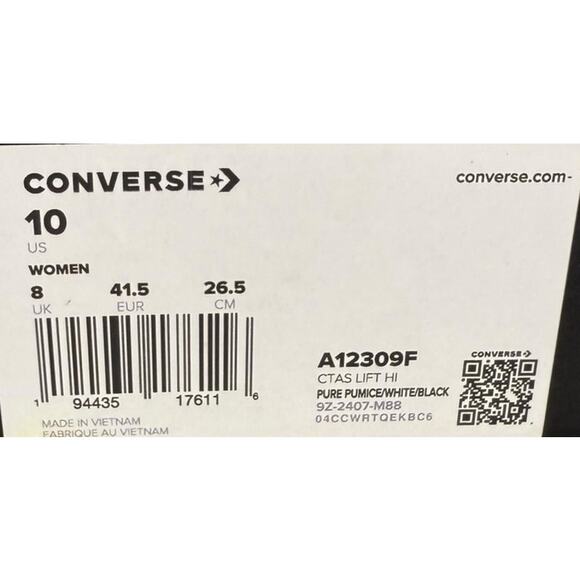 CONVERSE
converse.com-
10
US
WOMEN
8 41.5 26.5
UK EUR CM
1 94435 17611 6
MADE IN VIETNAM
FABRIQUE AU VIETNAM
A12309F
CTAS LIFT HI
PURE PUMICE/WHITE/BLACK
9Z-2407-M88
04CCWRTQEKBC6
CONVERSE